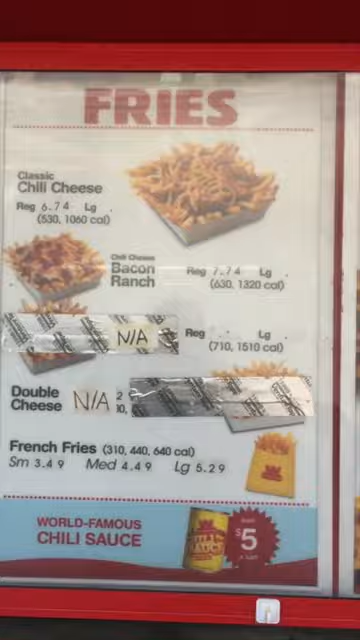 FRIES
Classic
Chili Cheese
Reg 6.74 Lg .
(530, 1060 cal)
Chili Cheese
Bacon
Ranch
Reg 7.74 Lg .
(630, 1320 cal)
N/A
Reg . Lg .
(710, 1510 cal)
Double
Cheese
N/A
French Fries (310, 440, 640 cal)
Sm 3.49 Med 4.49 Lg 5.29
WORLD-FAMOUS
CHILI SAUCE
CHILI
SAUCE
$5